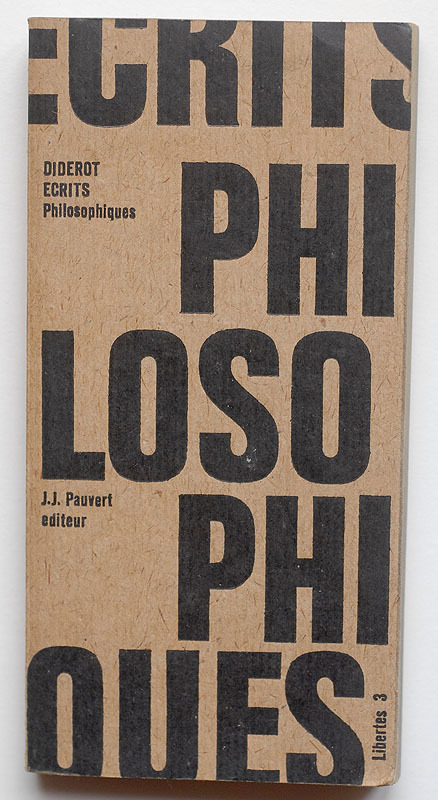 ECRITS
DIDEROT
ECRITS
Philosophiques
PHI
LOSO
J.J. Pauvert
editeur
PHI
QUES
Libertes 3